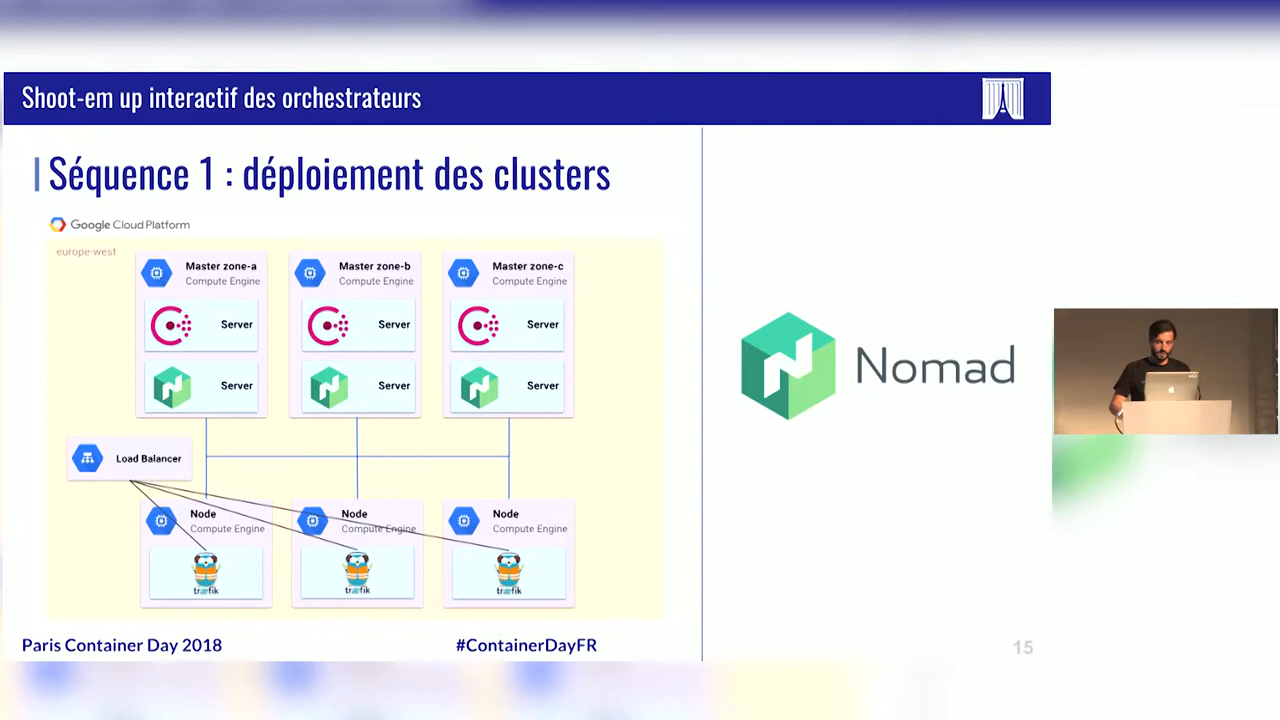 Shoot-em up interactif des orchestrateurs
Séquence 1 : déploiement des clusters
Google Cloud Platform
europe-west
Master zone-a
Compute Engine
Server
Server
Master zone-b
Compute Engine
Server
Server
Master zone-c
Compute Engine
Server
Server
Nomad
Load Balancer
Node
Compute Engine
træfik
Node
Compute Engine
træfik
Node
Compute Engine
træfik
Paris Container Day 2018
#ContainerDayFR
15